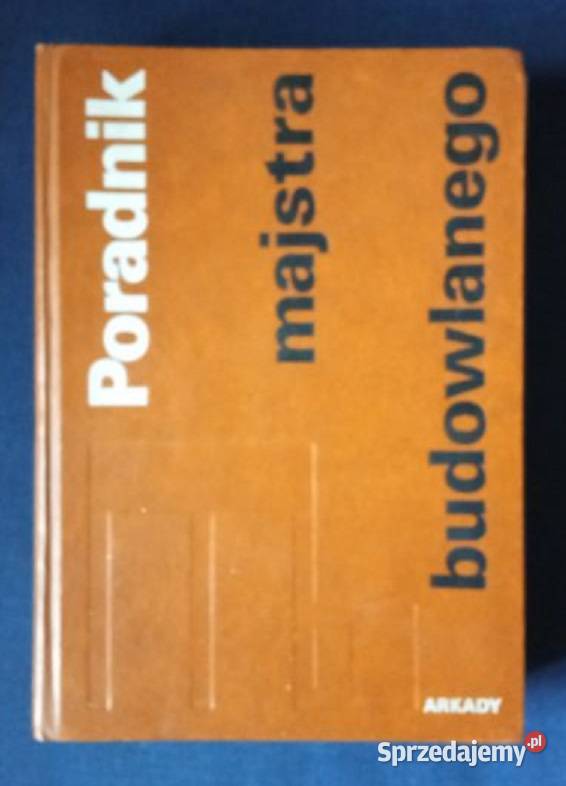 Poradnik
majstra
budowlanego
ARKADY
Sprzedajemy.pl